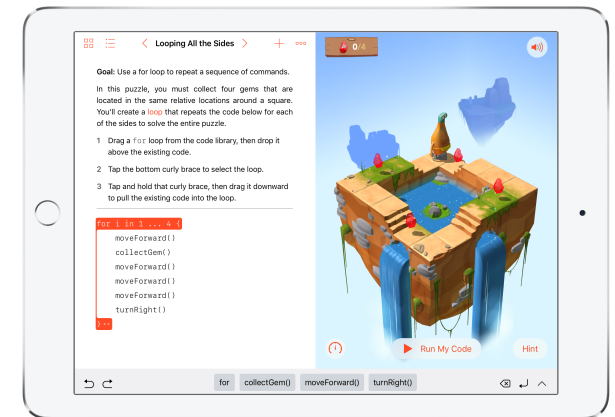 Looping All the Sides
0/4
Goal: Use a for loop to repeat a sequence of commands.
In this puzzle, you must collect four gems that are
located in the same relative locations around a square.
You'll create a loop that repeats the code below for each
of the sides to solve the entire puzzle.
1 Drag a for loop from the code library, then drop it
above the existing code.
2 Tap the bottom curly brace to select the loop.
3 Tap and hold that curly brace, then drag it downward
to pull the existing code into the loop.
for i in 1 ... 4 {
moveForward()
collectGem()
moveForward()
moveForward()
moveForward()
turnRight()
}
Run My Code
Hint
for collectGem() moveForward() turnRight()